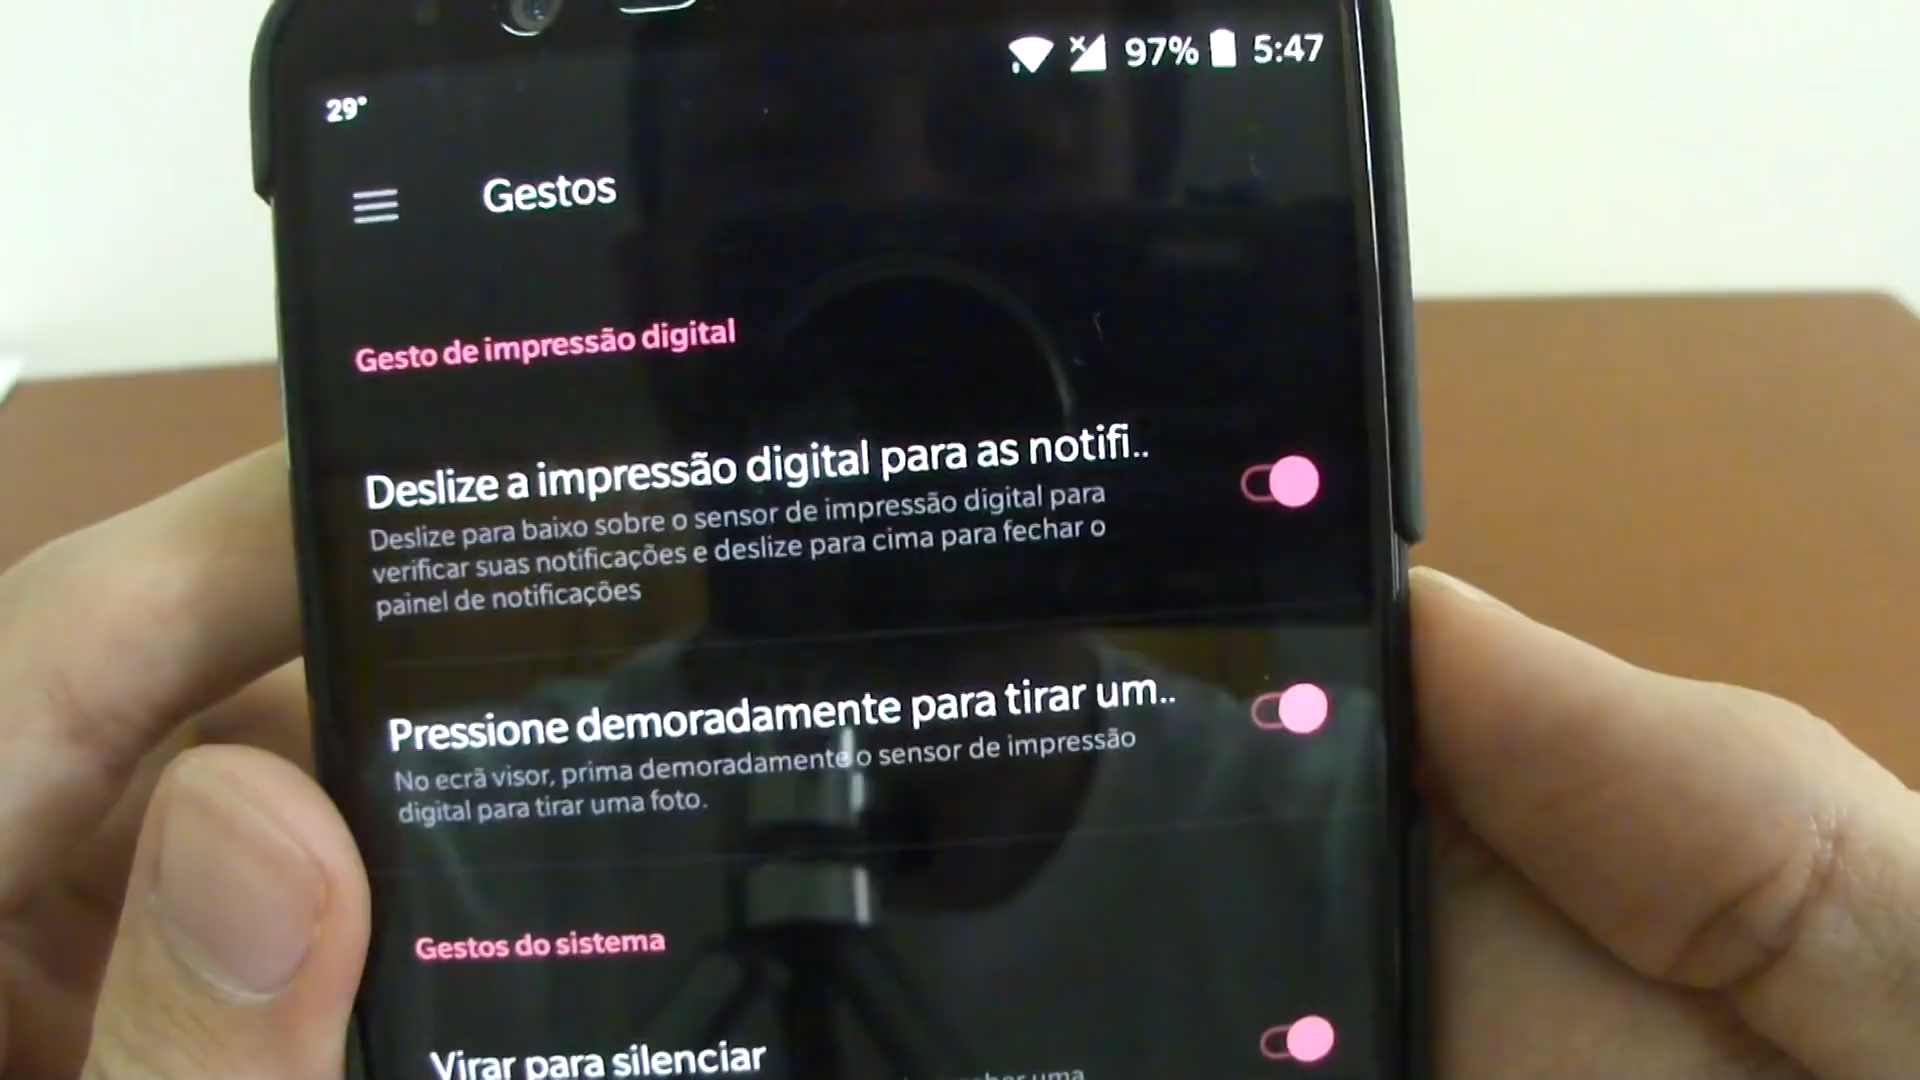 97% 5:47
29°
Gestos
Gesto de impressão digital
Deslize a impressão digital para as notifi..
Deslize para baixo sobre o sensor de impressão digital para
verificar suas notificações e deslize para cima para fechar o
painel de notificações
Pressione demoradamente para tirar um..
No ecrã visor, prima demoradamente o sensor de impressão
digital para tirar uma foto.
Gestos do sistema
Virar para silenciar
uma